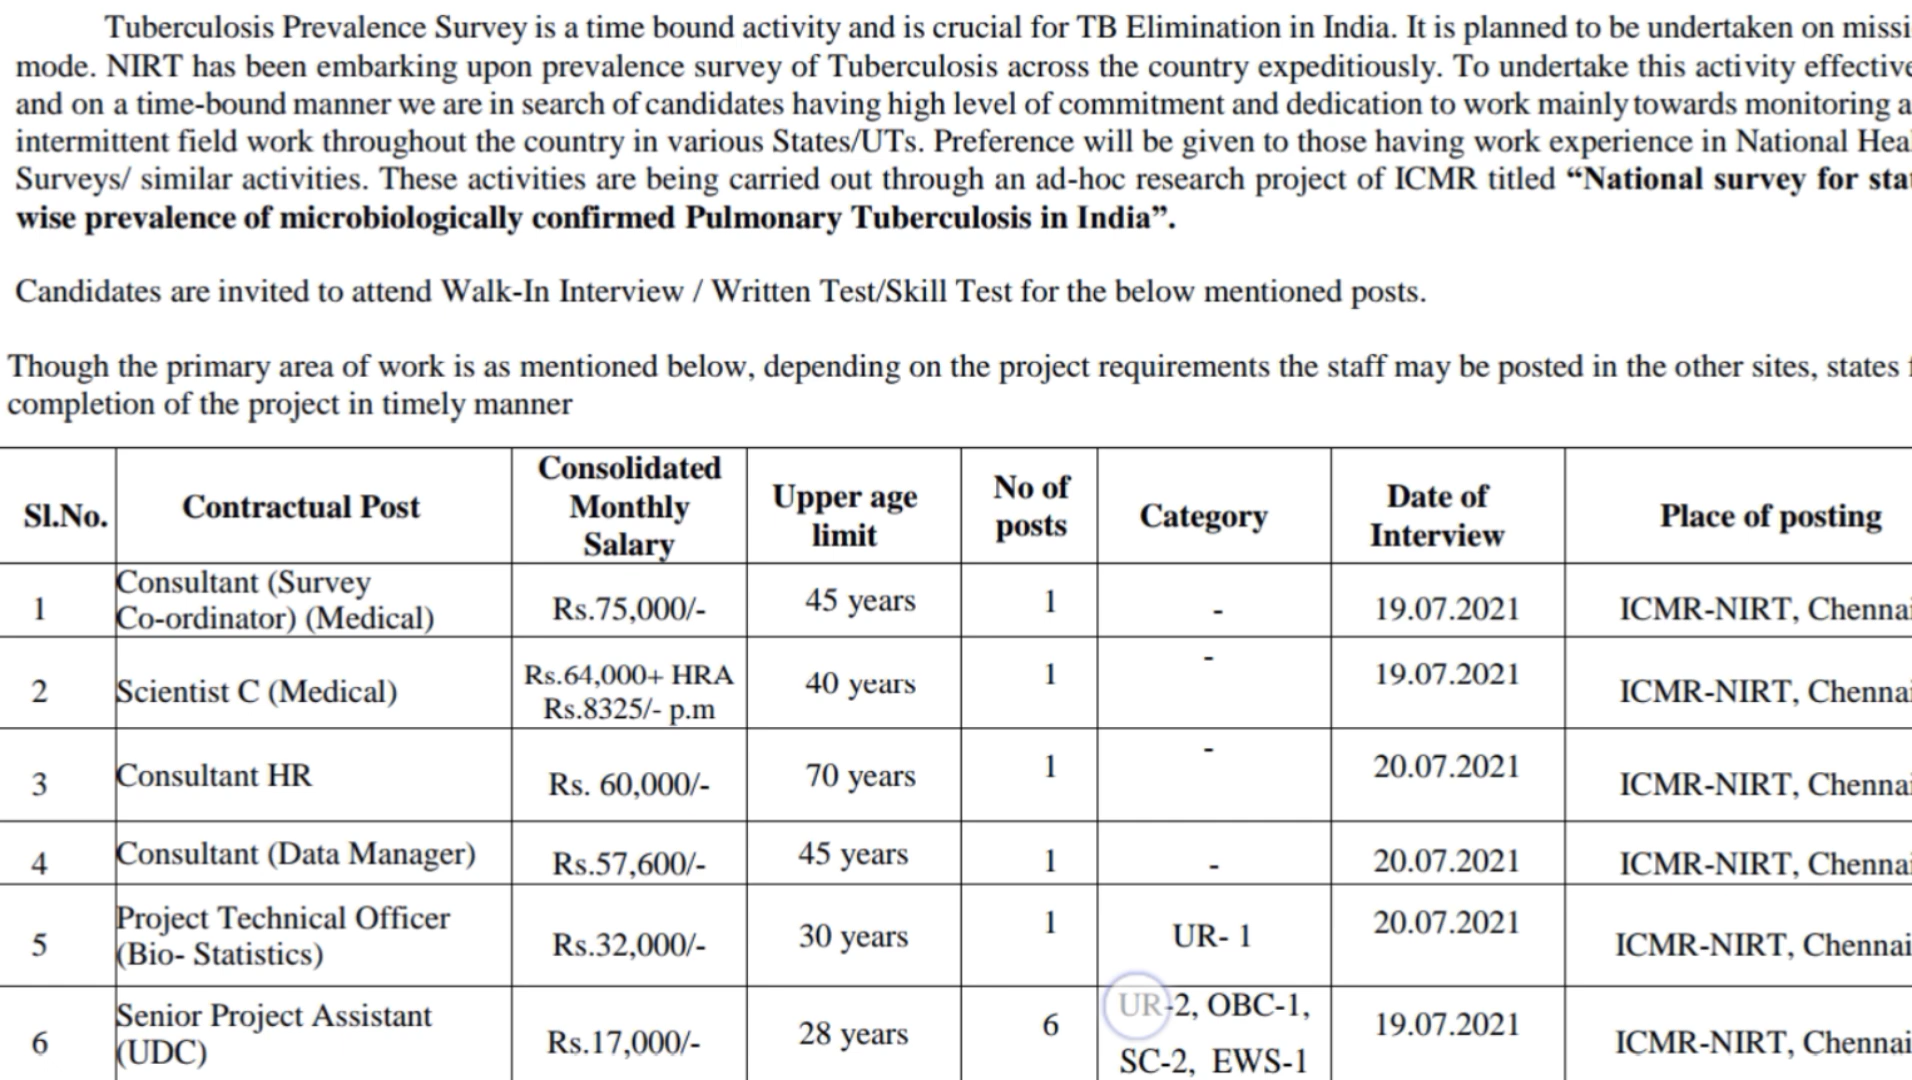 Tuberculosis Prevalence Survey is a time bound activity and is crucial for TB Elimination in India. It is planned to be undertaken on missi
mode. NIRT has been embarking upon prevalence survey of Tuberculosis across the country expeditiously. To undertake this activity effective
and on a time-bound manner we are in search of candidates having high level of commitment and dedication to work mainly towards monitoring a
intermittent field work throughout the country in various States/UTs. Preference will be given to those having work experience in National Hea
Surveys/ similar activities. These activities are being carried out through an ad-hoc research project of ICMR titled “National survey for stat
wise prevalence of microbiologically confirmed Pulmonary Tuberculosis in India”.
Candidates are invited to attend Walk-In Interview / Written Test/Skill Test for the below mentioned posts.
Though the primary area of work is as mentioned below, depending on the project requirements the staff may be posted in the other sites, states f
completion of the project in timely manner
Sl.No. Contractual Post Consolidated Monthly Salary Upper age limit No of posts Category Date of Interview Place of posting
1 Consultant (Survey Co-ordinator) (Medical) Rs.75,000/- 45 years 1 - 19.07.2021 ICMR-NIRT, Chennai
2 Scientist C (Medical) Rs.64,000+ HRA Rs.8325/- p.m 40 years 1 - 19.07.2021 ICMR-NIRT, Chennai
3 Consultant HR Rs. 60,000/- 70 years 1 - 20.07.2021 ICMR-NIRT, Chennai
4 Consultant (Data Manager) Rs.57,600/- 45 years 1 - 20.07.2021 ICMR-NIRT, Chennai
5 Project Technical Officer (Bio- Statistics) Rs.32,000/- 30 years 1 UR- 1 20.07.2021 ICMR-NIRT, Chennai
6 Senior Project Assistant (UDC) Rs.17,000/- 28 years 6 UR-2, OBC-1, SC-2, EWS-1 19.07.2021 ICMR-NIRT, Chennai